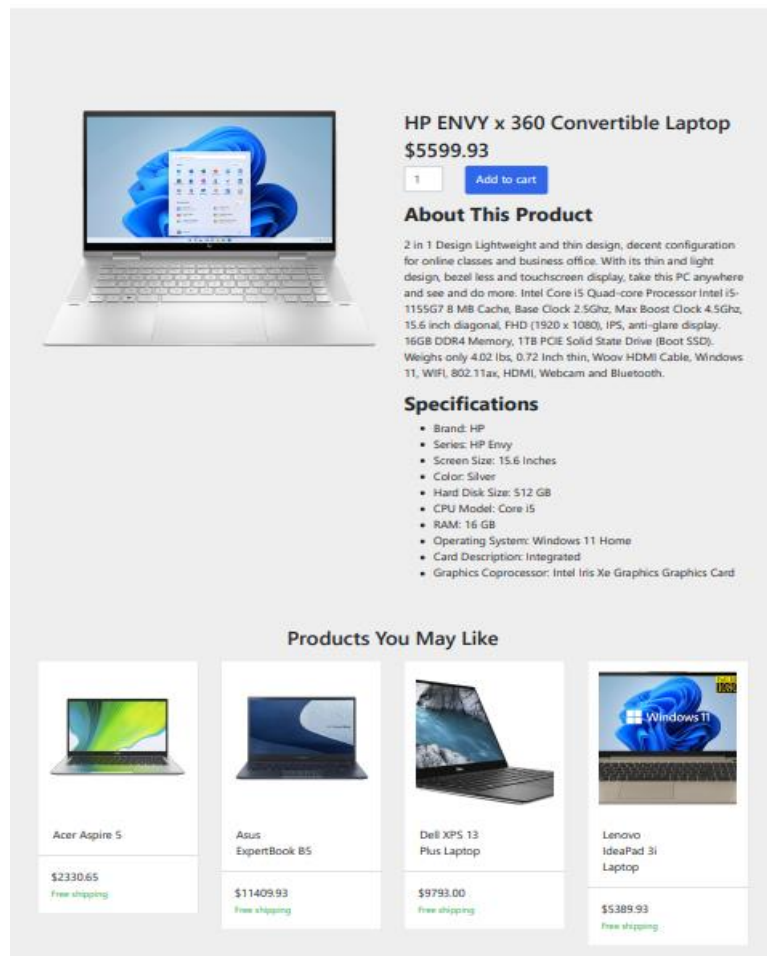 HP ENVY x 360 Convertible Laptop
$5599.93
1
Add to cart
About This Product
2 in 1 Design Lightweight and thin design, decent configuration
for online classes and business office. With its thin and light
design, bezel less and touchscreen display, take this PC anywhere
and see and do more. Intel Core i5 Quad-core Processor Intel i5-
1155G7 8 MB Cache, Base Clock 2.5Ghz, Max Boost Clock 4.5Ghz,
15.6 inch diagonal, FHD (1920 x 1080), IPS, anti-glare display.
16GB DDR4 Memory, 1TB PCIE Solid State Drive (Boot SSD).
Weighs only 4.02 lbs, 0.72 Inch thin, Woov HDMI Cable, Windows
11, WIFI, 802.11ax, HDMI, Webcam and Bluetooth.
Specifications
• Brand: HP
• Series: HP Envy
• Screen Size: 15.6 Inches
• Color: Silver
• Hard Disk Size: 512 GB
• CPU Model: Core i5
• RAM: 16 GB
• Operating System: Windows 11 Home
• Card Description: Integrated
• Graphics Coprocessor: Intel Iris Xe Graphics Graphics Card
Products You May Like
Windows 11
Acer Aspire 5
$2330.65
Free shipping
Asus
ExpertBook B5
$11409.93
Free shipping
Dell XPS 13
Plus Laptop
$9793.00
Free shipping
Lenovo
IdeaPad 3i
Laptop
$5389.93
Free shipping